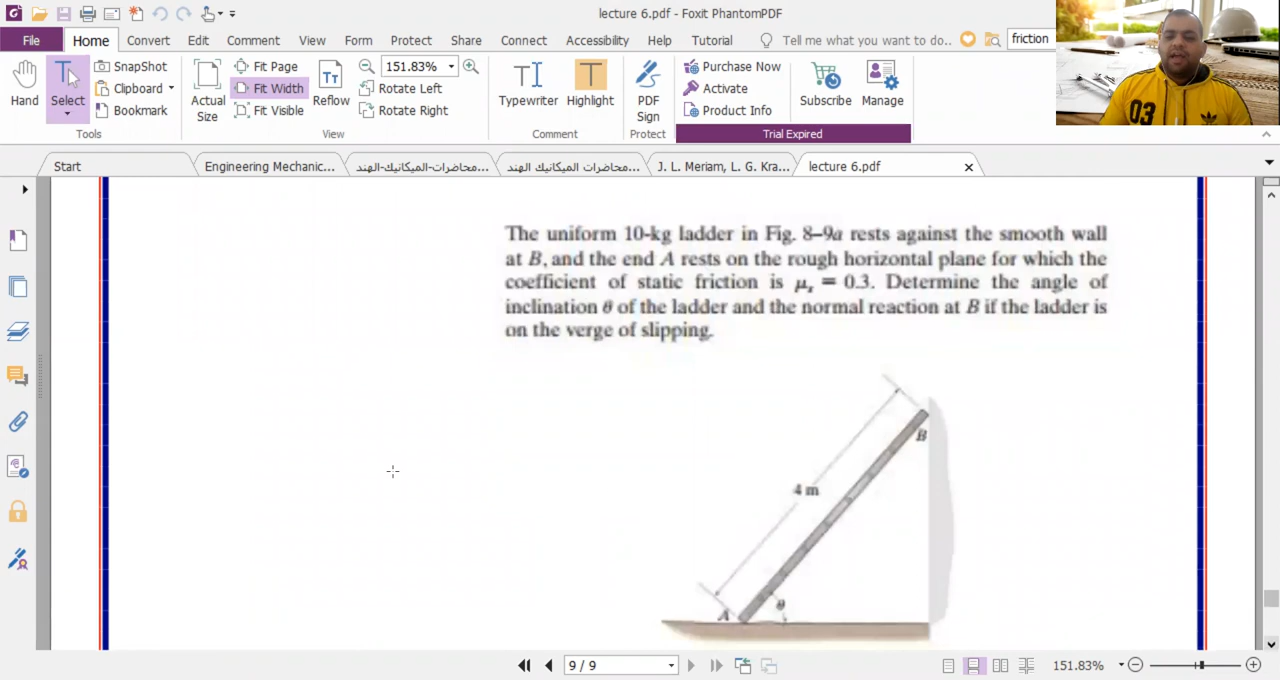 lecture 6.pdf - Foxit PhantomPDF
File Home Convert Edit Comment View Form Protect Share Connect Accessibility Help Tutorial Tell me what you want to do.. friction
Hand
Select
SnapShot
Clipboard
Bookmark
Tools
Actual Size
Fit Page
Fit Width
Fit Visible
Reflow
151.83%
Rotate Left
Rotate Right
View
Typewriter
Highlight
Comment
PDF Sign
Protect
Purchase Now
Activate
Product Info
Subscribe
Manage
Trial Expired
03
Start Engineering Mechanic... محاضرات-الميكانيك-الهند... محاضرات الميكانيك الهند... J. L. Meriam, L. G. Kra... lecture 6.pdf
The uniform 10-kg ladder in Fig. 8–9a rests against the smooth wall
at B, and the end A rests on the rough horizontal plane for which the
coefficient of static friction is μs = 0.3. Determine the angle of
inclination θ of the ladder and the normal reaction at B if the ladder is
on the verge of slipping.
B
4 m
A
θ
9 / 9
151.83%